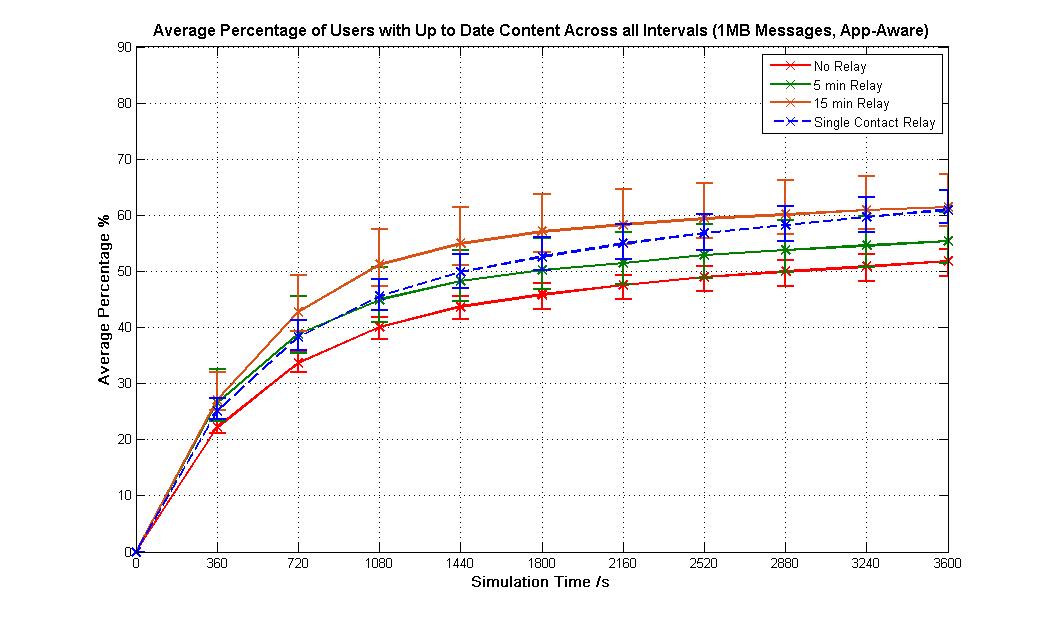 Average Percentage of Users with Up to Date Content Across all Intervals (1MB Messages, App-Aware)
90
80
70
60
50
40
30
20
10
0
Average Percentage %
No Relay
5 min Relay
15 min Relay
Single Contact Relay
0 360 720 1080 1440 1800 2160 2520 2880 3240 3600
Simulation Time /s